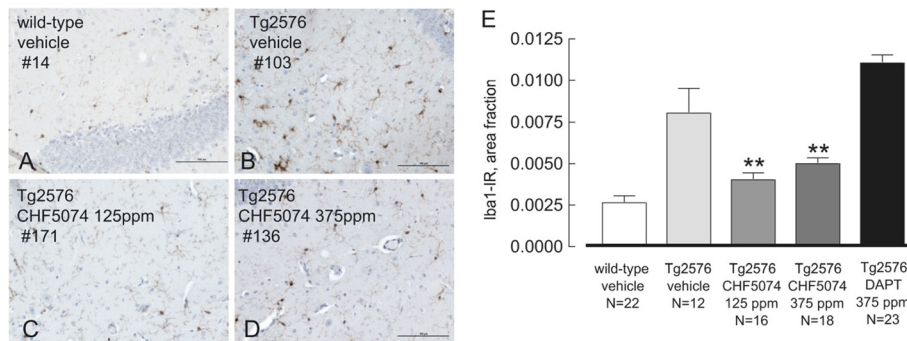 wild-type
vehicle
#14
A
Tg2576
vehicle
#103
B
Tg2576
CHF5074 125ppm
#171
C
Tg2576
CHF5074 375ppm
#136
D
E
Iba1-IR, area fraction
0.0125
0.0100
0.0075
0.0050
0.0025
0.0000
**
**
wild-type
vehicle
N=22
Tg2576
vehicle
N=12
Tg2576
CHF5074
125 ppm
N=16
Tg2576
CHF5074
375 ppm
N=18
Tg2576
DAPT
375 ppm
N=23